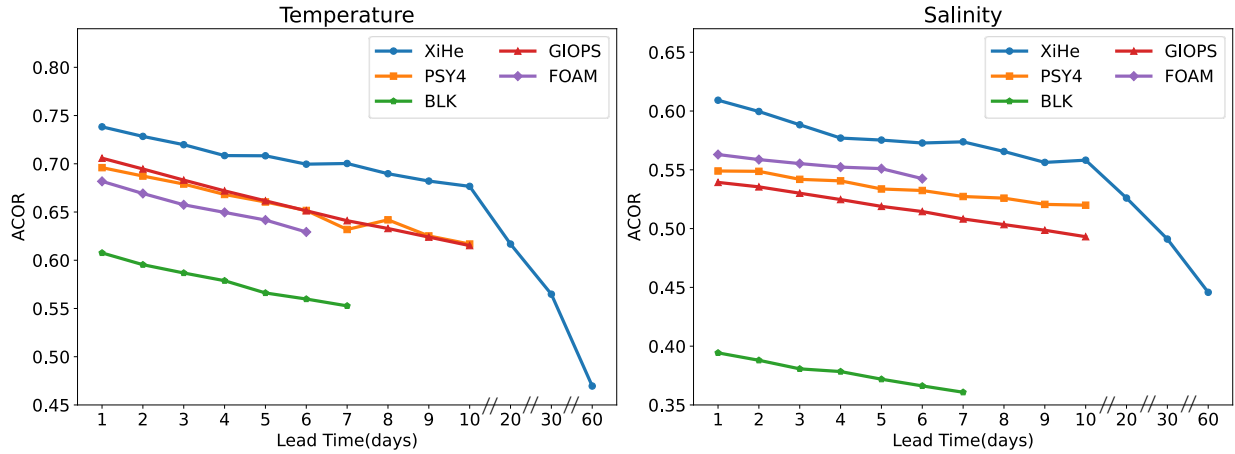 Temperature
ACOR
0.80
0.75
0.70
0.65
0.60
0.55
0.50
0.45
XiHe
PSY4
BLK
GIOPS
FOAM
1 2 3 4 5 6 7 8 9 10 // 20 // 30 // 60
Lead Time(days)
Salinity
ACOR
0.65
0.60
0.55
0.50
0.45
0.40
0.35
XiHe
PSY4
BLK
GIOPS
FOAM
1 2 3 4 5 6 7 8 9 10 // 20 // 30 // 60
Lead Time(days)